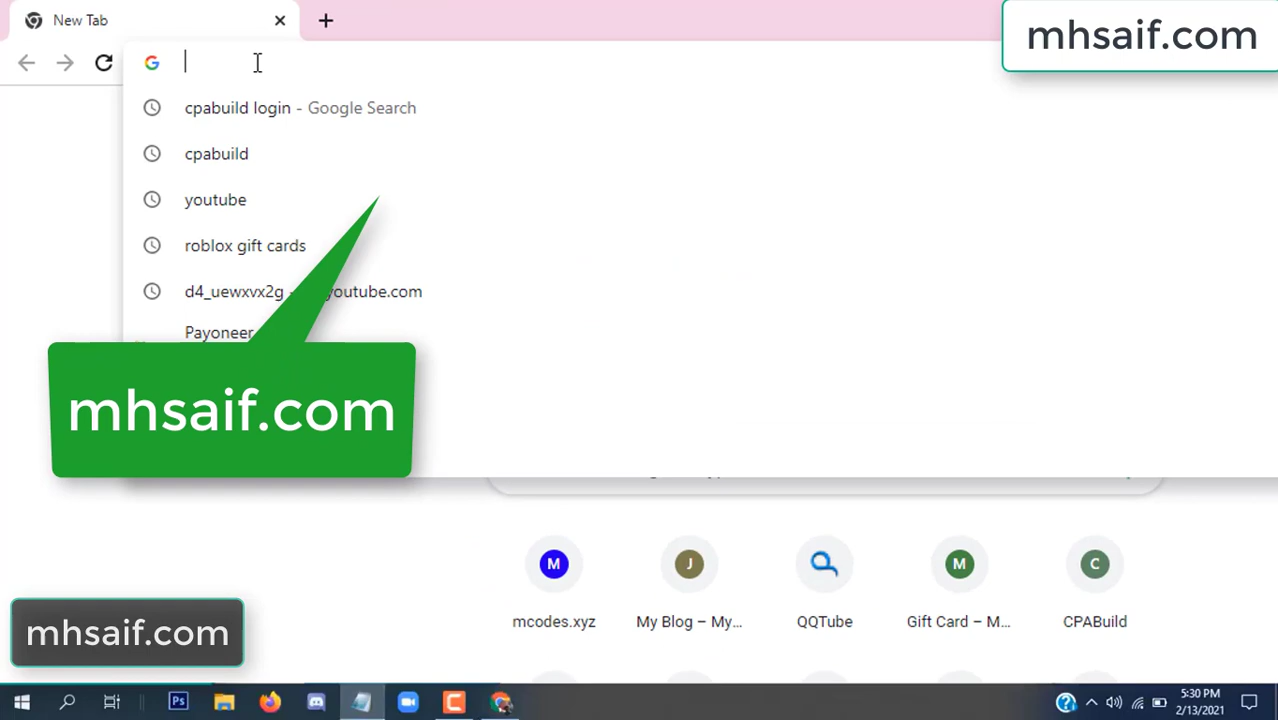 New Tab
mhsaif.com
cpabuild login - Google Search
cpabuild
youtube
roblox gift cards
d4_uewxvx2g - youtube.com
Payoneer
mhsaif.com
M
J
M
C
mcodes.xyz
My Blog – My...
QQTube
Gift Card – M...
CPABuild
mhsaif.com
Ps
5:30 PM
2/13/2021